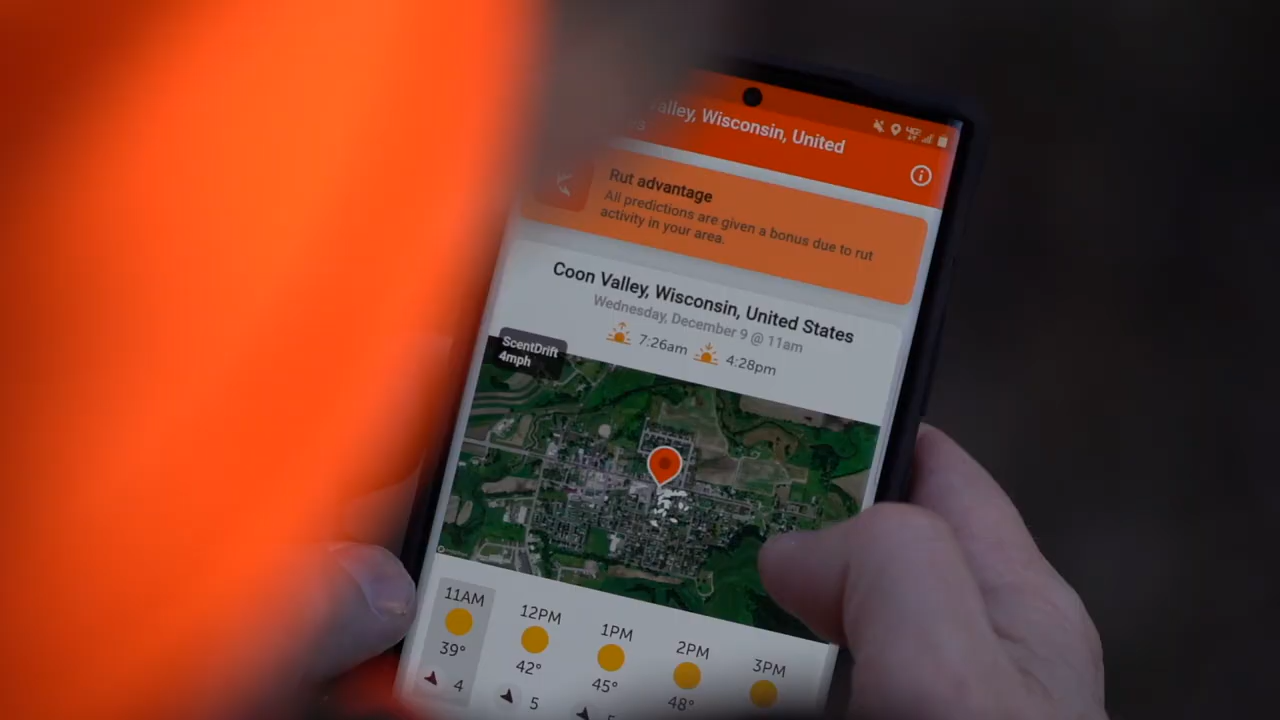 Valley, Wisconsin, United
Rut advantage
All predictions are given a bonus due to rut
activity in your area.
Coon Valley, Wisconsin, United States
Wednesday, December 9 @ 11am
7:26am 4:28pm
ScentDrift
4mph
11AM 12PM 1PM 2PM 3PM
39° 42° 45° 48°
4 5